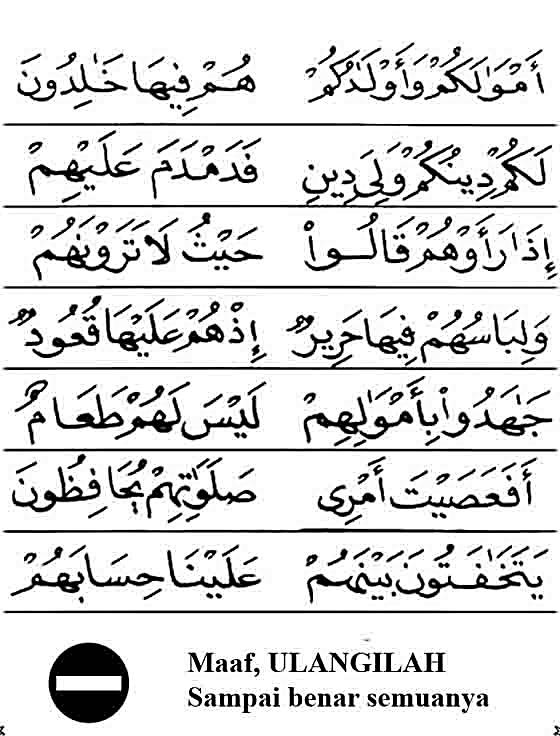 أَمْوَٰلَكُمْ وَأَوْلَـٰدُكُمْ هُمْ فِيهَا خَـٰلِدُونَ
لَكُمْ دِينُكُمْ وَلِىَ دِينِ فَدَمْدَمَ عَلَيْهِمْ
إِذَا رَأَوْهُمْ قَالُوا۟ حَيْثُ لَا تَرَوْنَهُمْ
وَلِبَاسُهُمْ فِيهَا حَرِيرٌ إِذْ هُمْ عَلَيْهَا قُعُودٌ
جَـٰهَدُوا۟ بِأَمْوَٰلِهِمْ لَيْسَ لَهُمْ طَعَامٌ
أَفَعَصَيْتَ أَمْرِى صَلَوَٰتِهِمْ يُحَافِظُونَ
يَتَخَـٰفَتُونَ بَيْنَهُمْ عَلَيْنَا حِسَابَهُمْ
Maaf, ULANGILAH
Sampai benar semuanya